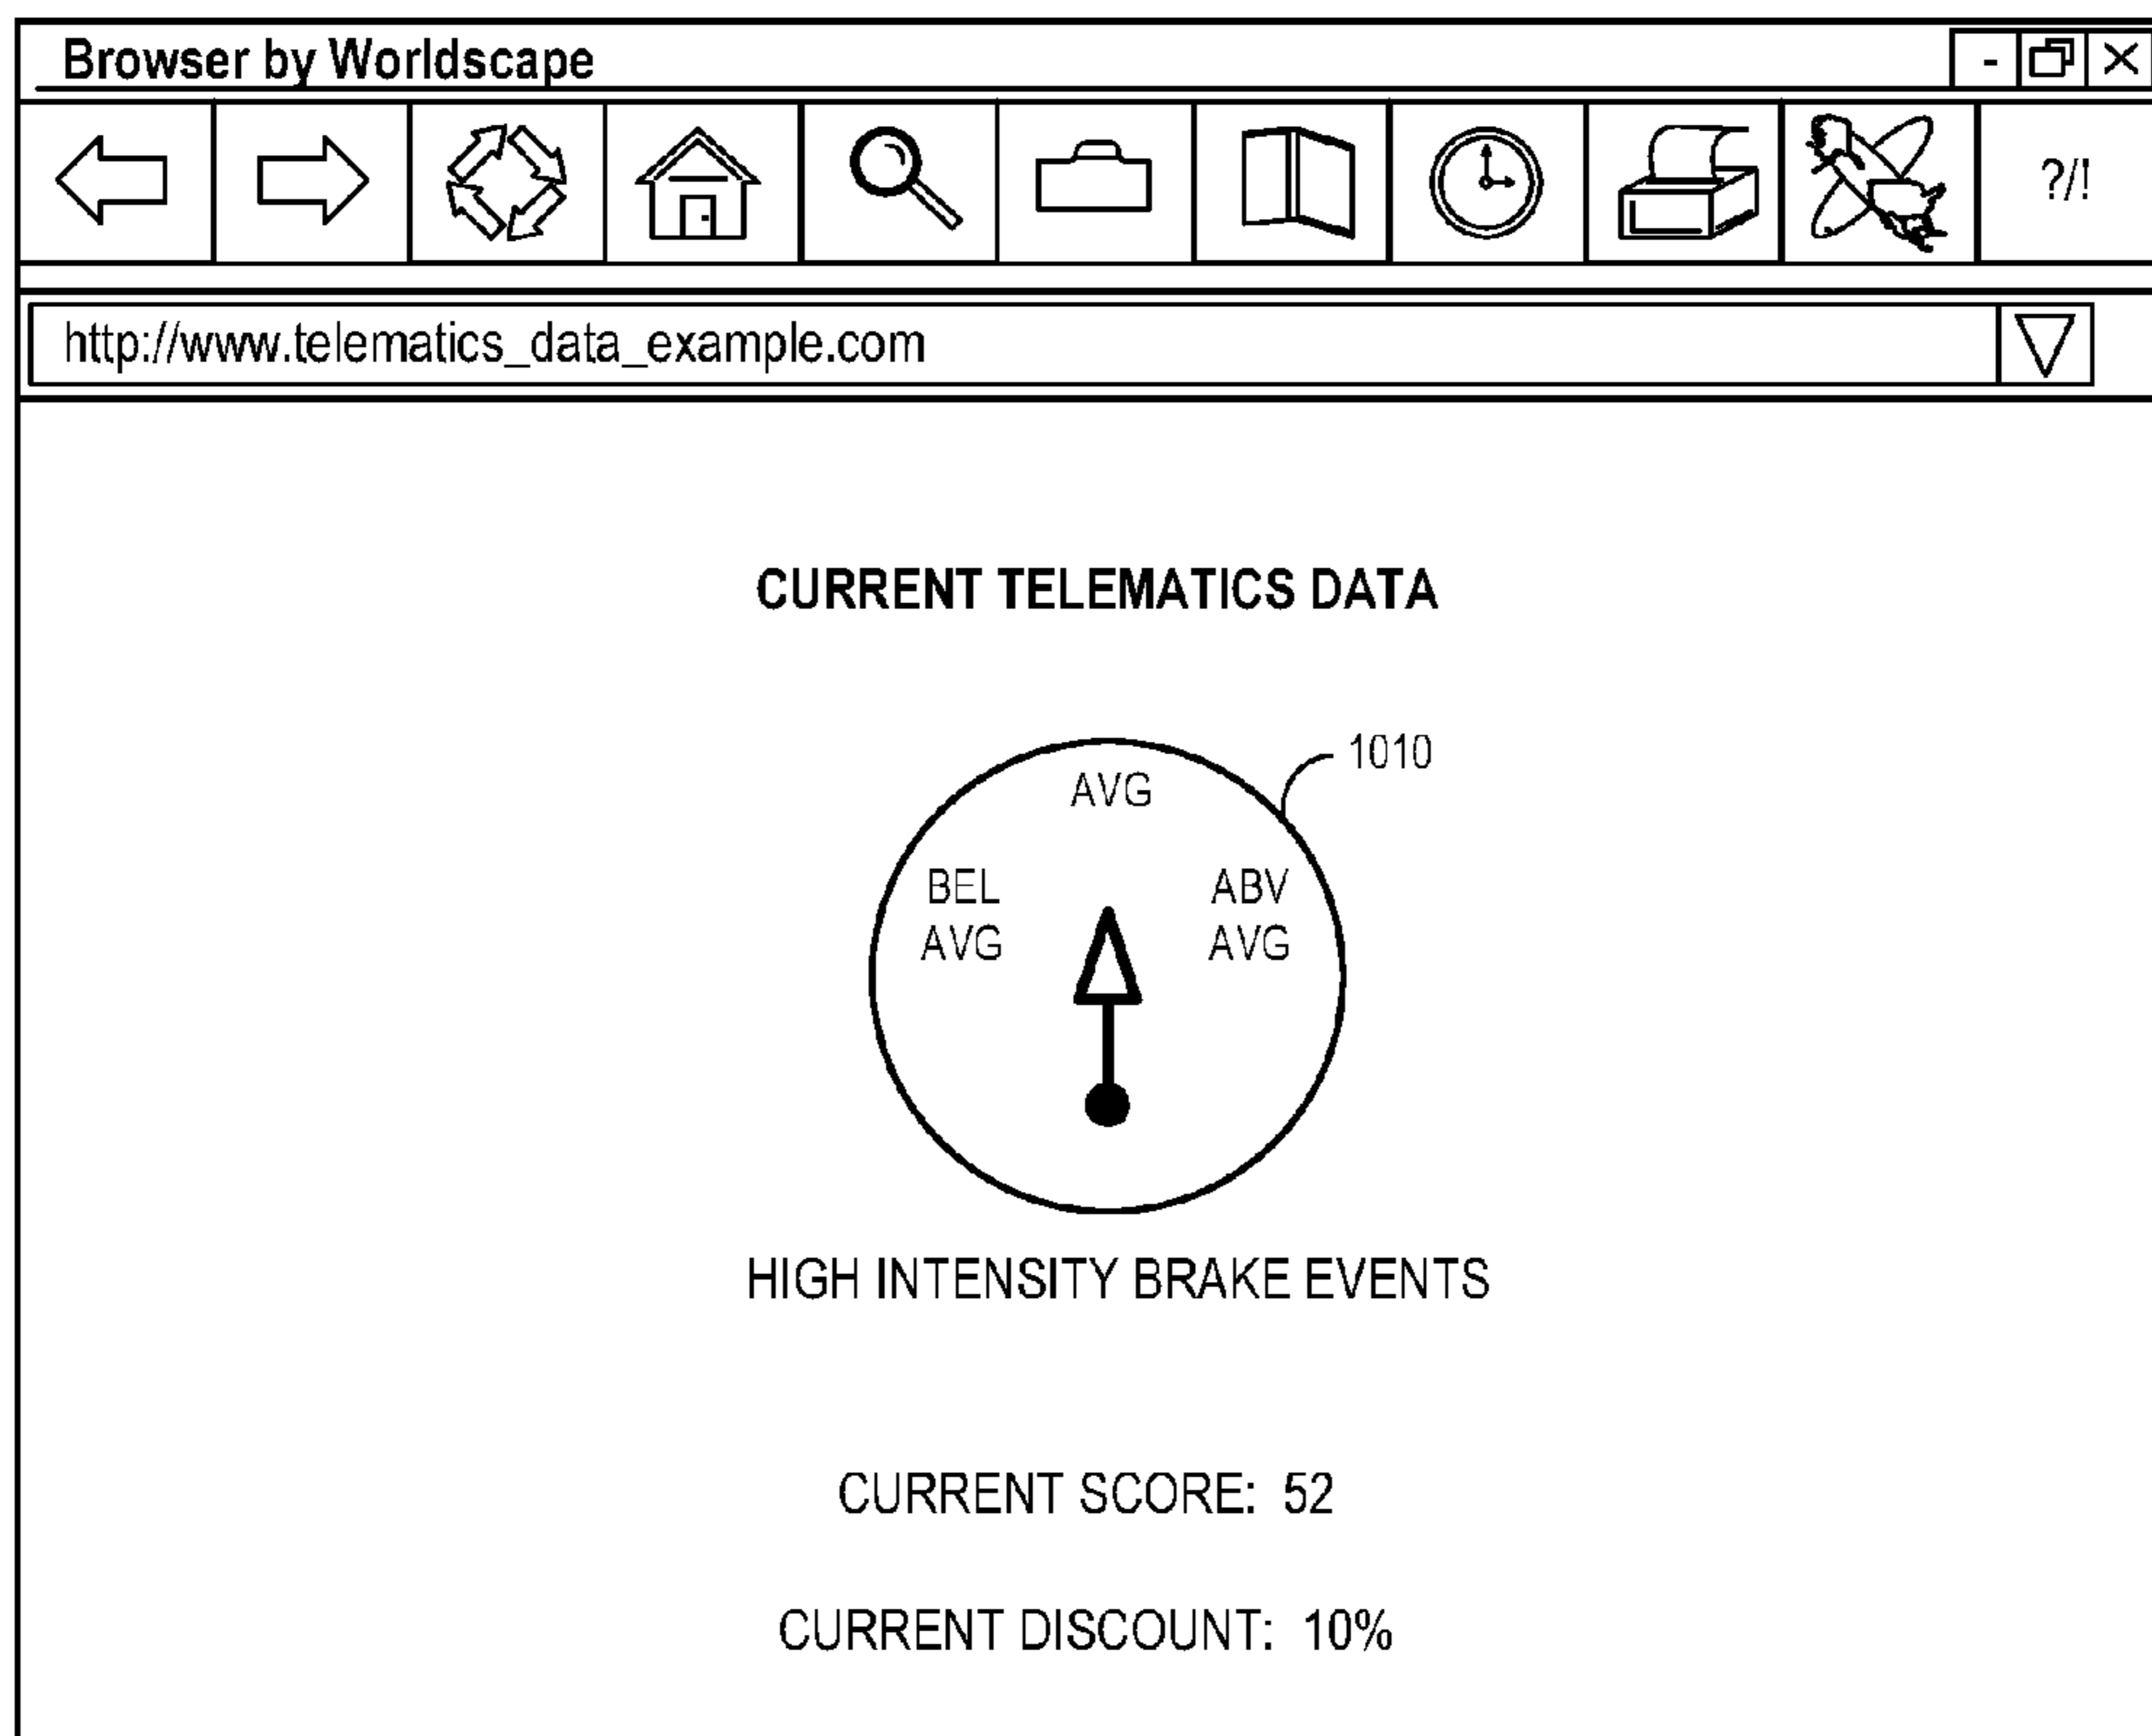 Browser by Worldscape
-
?/!
http://www.telematics_data_example.com
CURRENT TELEMATICS DATA
1010
AVG
BEL
AVG
ABV
AVG
HIGH INTENSITY BRAKE EVENTS
CURRENT SCORE: 52
CURRENT DISCOUNT: 10%